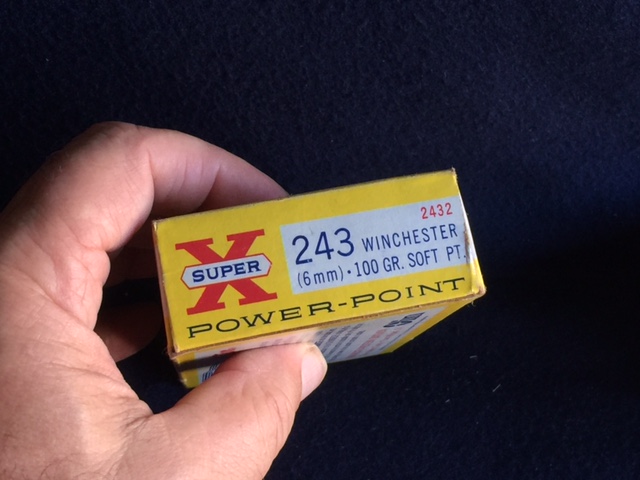 2432
X
SUPER
243 WINCHESTER
(6mm) · 100 GR. SOFT PT.
POWER-POINT